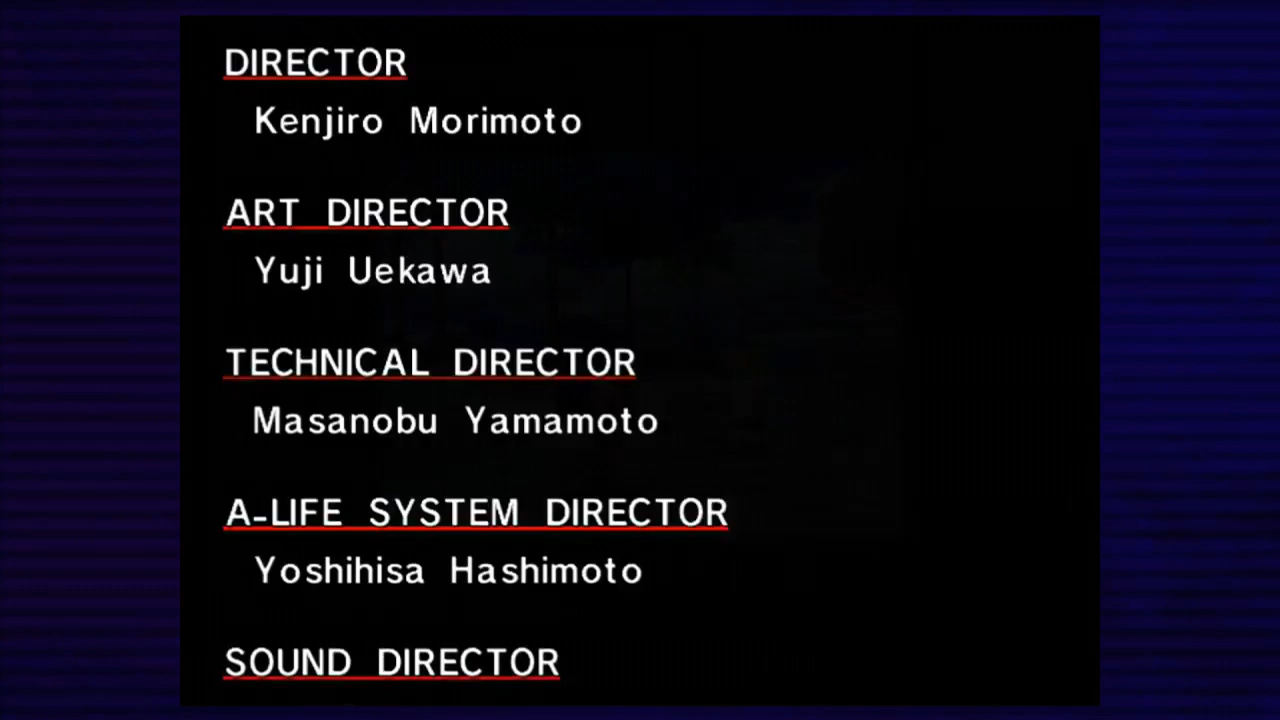 DIRECTOR
Kenjiro Morimoto
ART DIRECTOR
Yuji Uekawa
TECHNICAL DIRECTOR
Masanobu Yamamoto
A-LIFE SYSTEM DIRECTOR
Yoshihisa Hashimoto
SOUND DIRECTOR